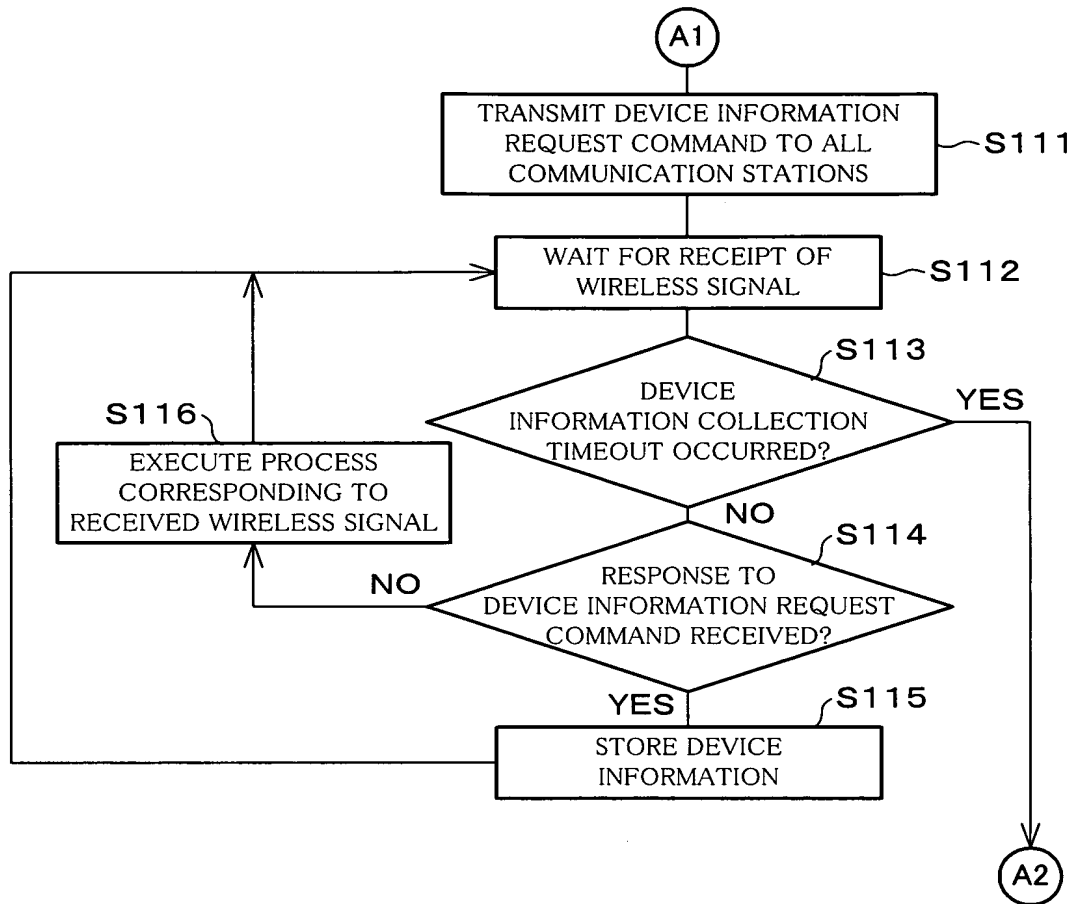 A1
TRANSMIT DEVICE INFORMATION
REQUEST COMMAND TO ALL
COMMUNICATION STATIONS
S111
WAIT FOR RECEIPT OF
WIRELESS SIGNAL
S112
S113
DEVICE
INFORMATION COLLECTION
TIMEOUT OCCURRED?
YES
S116
EXECUTE PROCESS
CORRESPONDING TO
RECEIVED WIRELESS SIGNAL
NO
S114
NO
RESPONSE TO
DEVICE INFORMATION REQUEST
COMMAND RECEIVED?
YES
S115
STORE DEVICE
INFORMATION
A2